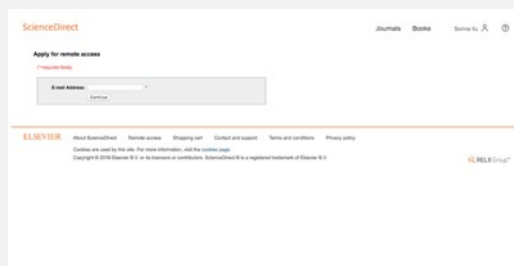 ScienceDirect
Journals Books
Apply for remote access
(*=required fields)
E-mail Address: *
Continue
ELSEVIER About ScienceDirect Remote access Shopping cart Contact and support Terms and conditions Privacy policy
Cookies are used by this site. For more information, visit the cookies page.
Copyright © 2018 Elsevier B.V. or its licensors or contributors. ScienceDirect ® is a registered trademark of Elsevier B.V.
RELX Group™